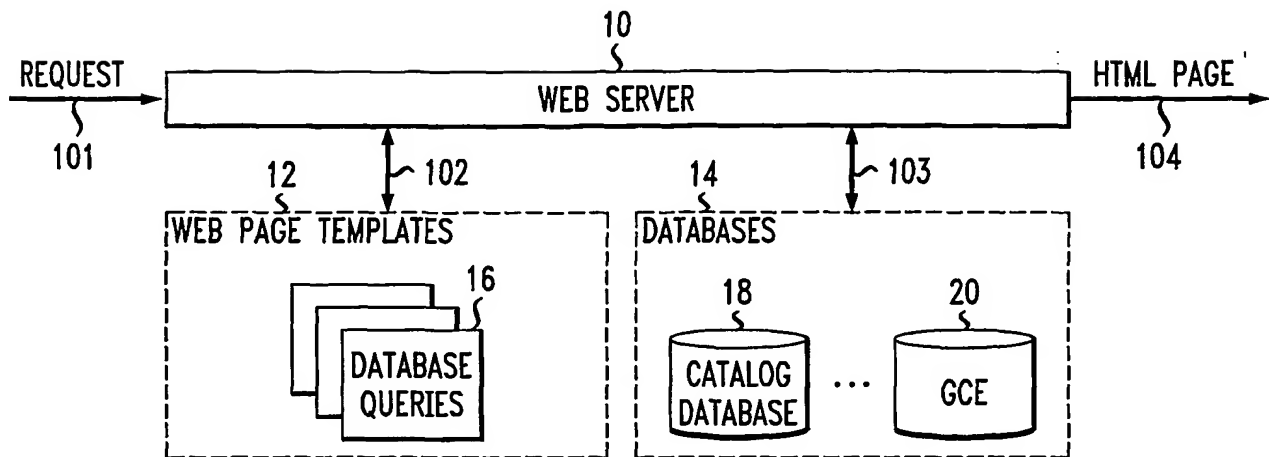 10
REQUEST
WEB SERVER
HTML PAGE
101
104
102
103
12
14
WEB PAGE TEMPLATES
DATABASES
16
18
20
DATABASE
QUERIES
CATALOG
DATABASE
...
GCE